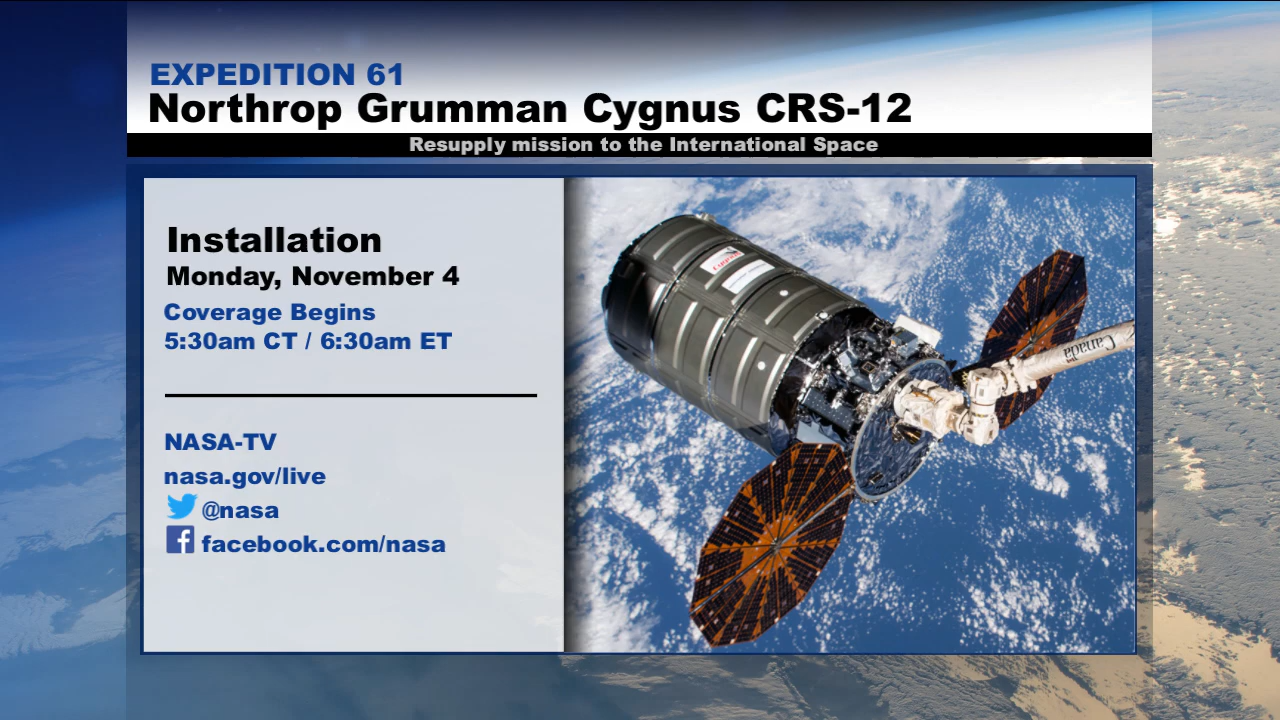 EXPEDITION 61
Northrop Grumman Cygnus CRS-12
Resupply mission to the International Space
Installation
Monday, November 4
Coverage Begins
5:30am CT / 6:30am ET
NASA-TV
nasa.gov/live
@nasa
facebook.com/nasa
Canada